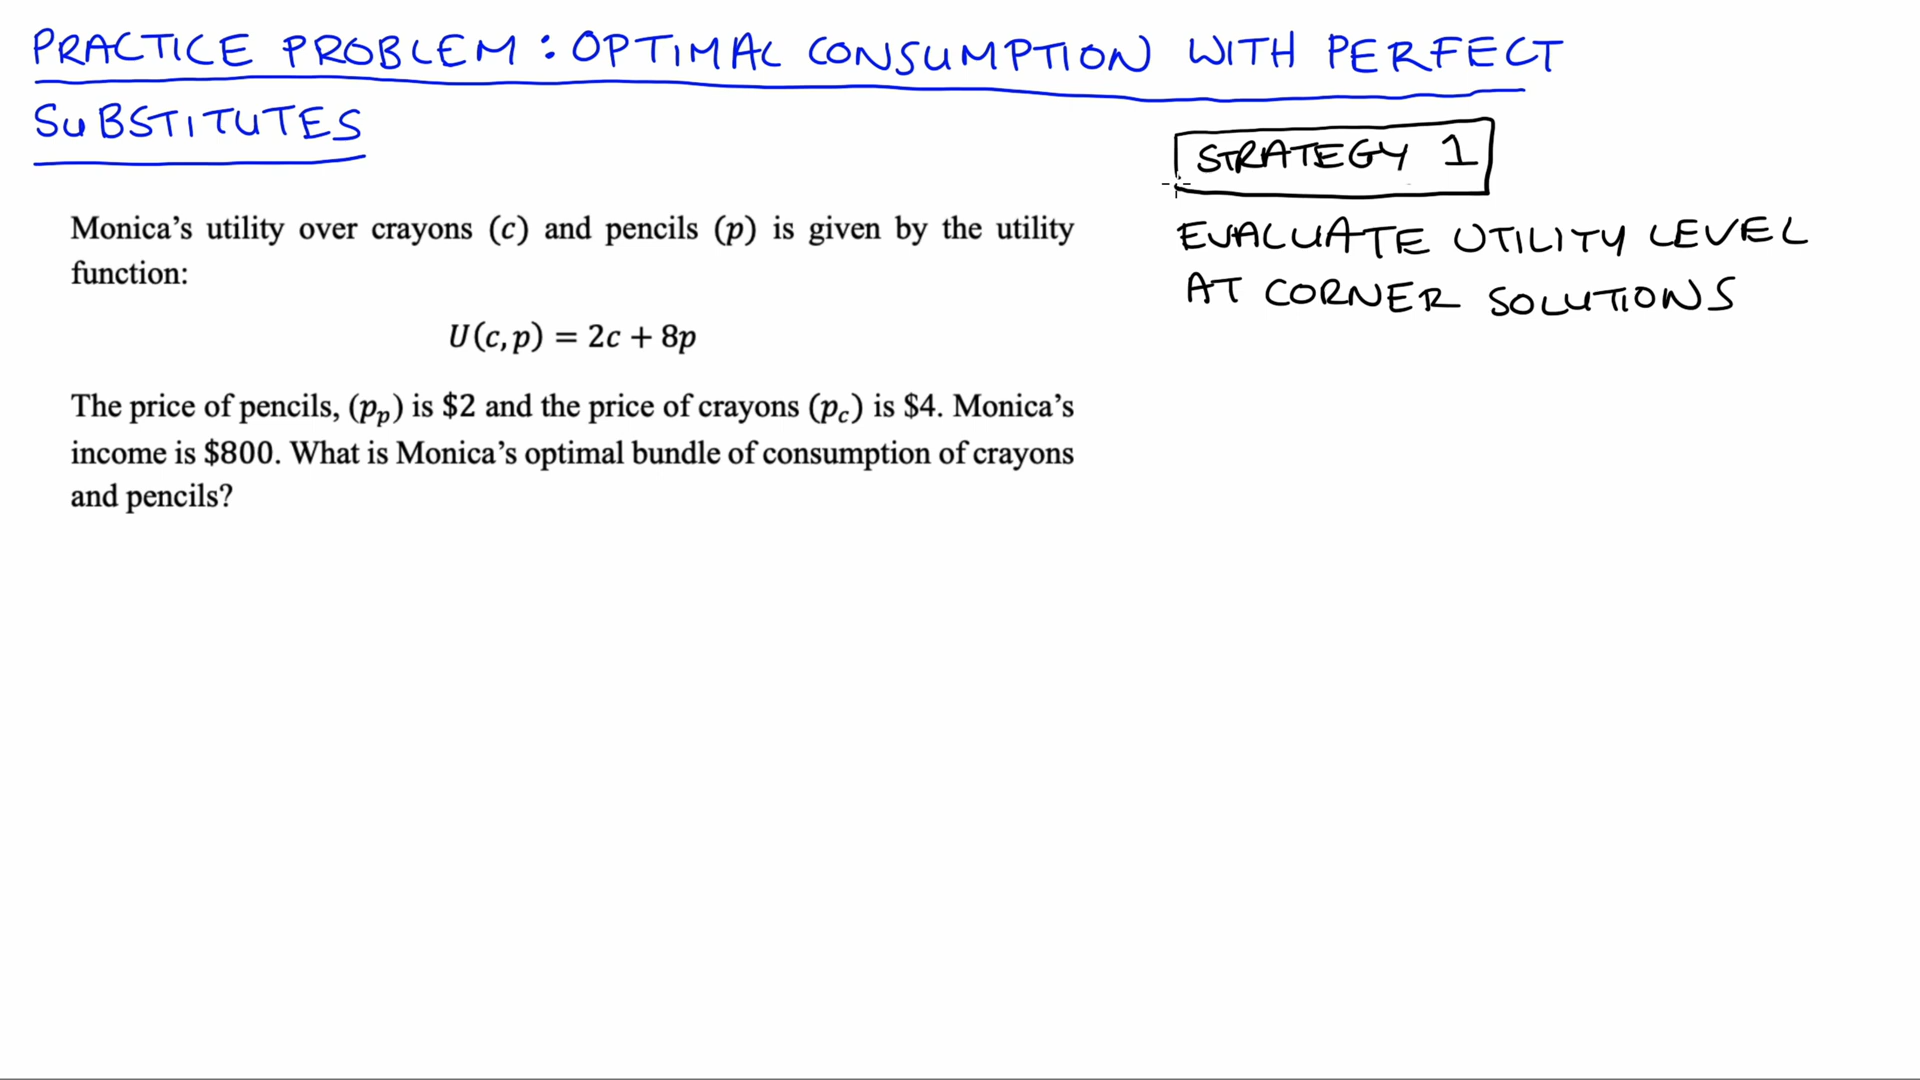 PRACTICE PROBLEM : OPTIMAL CONSUMPTION WITH PERFECT
SUBSTITUTES
STRATEGY 1
EVALUATE UTILITY LEVEL
AT CORNER SOLUTIONS
Monica’s utility over crayons (c) and pencils (p) is given by the utility
function:
U(c,p) = 2c + 8p
The price of pencils, (pₚ) is $2 and the price of crayons (p_c) is $4. Monica’s
income is $800. What is Monica’s optimal bundle of consumption of crayons
and pencils?